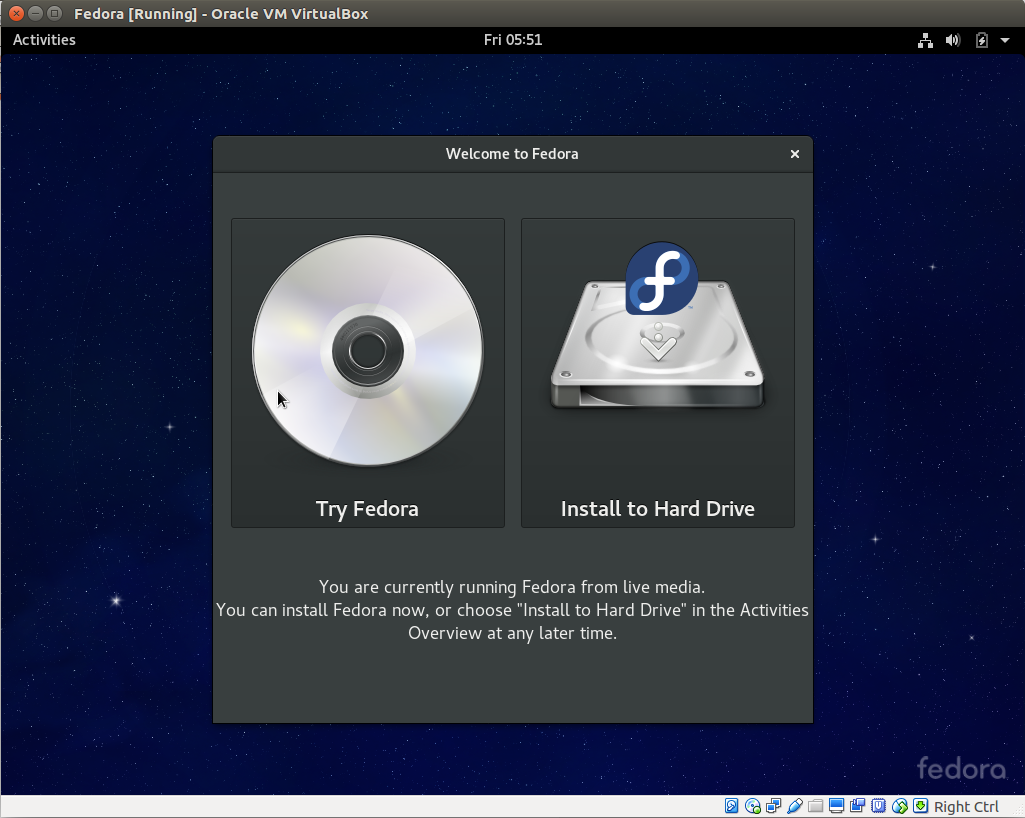 Fedora [Running] - Oracle VM VirtualBox
Activities
Fri 05:51
Welcome to Fedora
Try Fedora
Install to Hard Drive
You are currently running Fedora from live media.
You can install Fedora now, or choose "Install to Hard Drive" in the Activities
Overview at any later time.
fedora
Right Ctrl